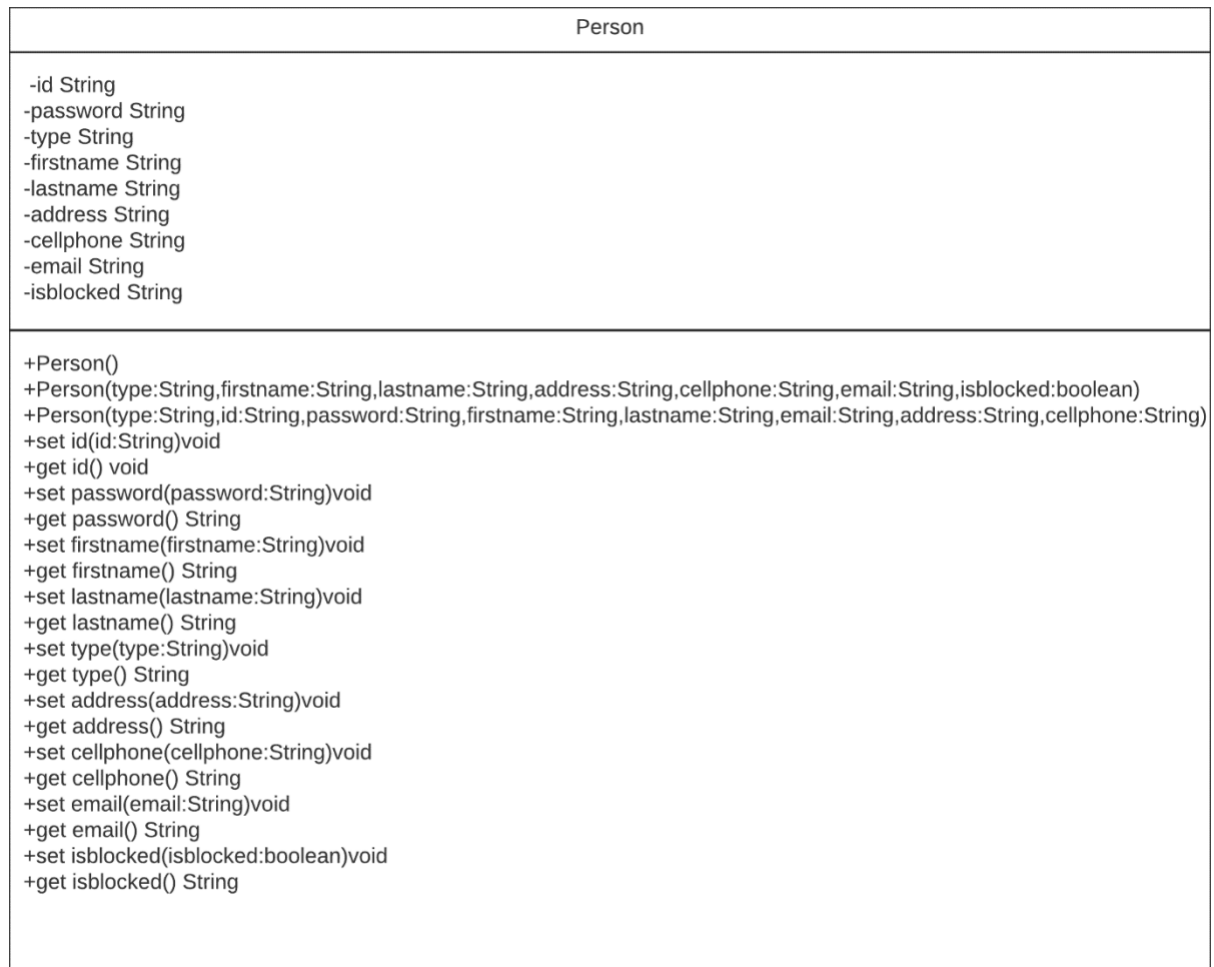 Person
-id String
-password String
-type String
-firstname String
-lastname String
-address String
-cellphone String
-email String
-isblocked String
+Person()
+Person(type:String,firstname:String,lastname:String,address:String,cellphone:String,email:String,isblocked:boolean)
+Person(type:String,id:String,password:String,firstname:String,lastname:String,email:String,address:String,cellphone:String)
+set id(id:String)void
+get id() void
+set password(password:String)void
+get password() String
+set firstname(firstname:String)void
+get firstname() String
+set lastname(lastname:String)void
+get lastname() String
+set type(type:String)void
+get type() String
+set address(address:String)void
+get address() String
+set cellphone(cellphone:String)void
+get cellphone() String
+set email(email:String)void
+get email() String
+set isblocked(isblocked:boolean)void
+get isblocked() String